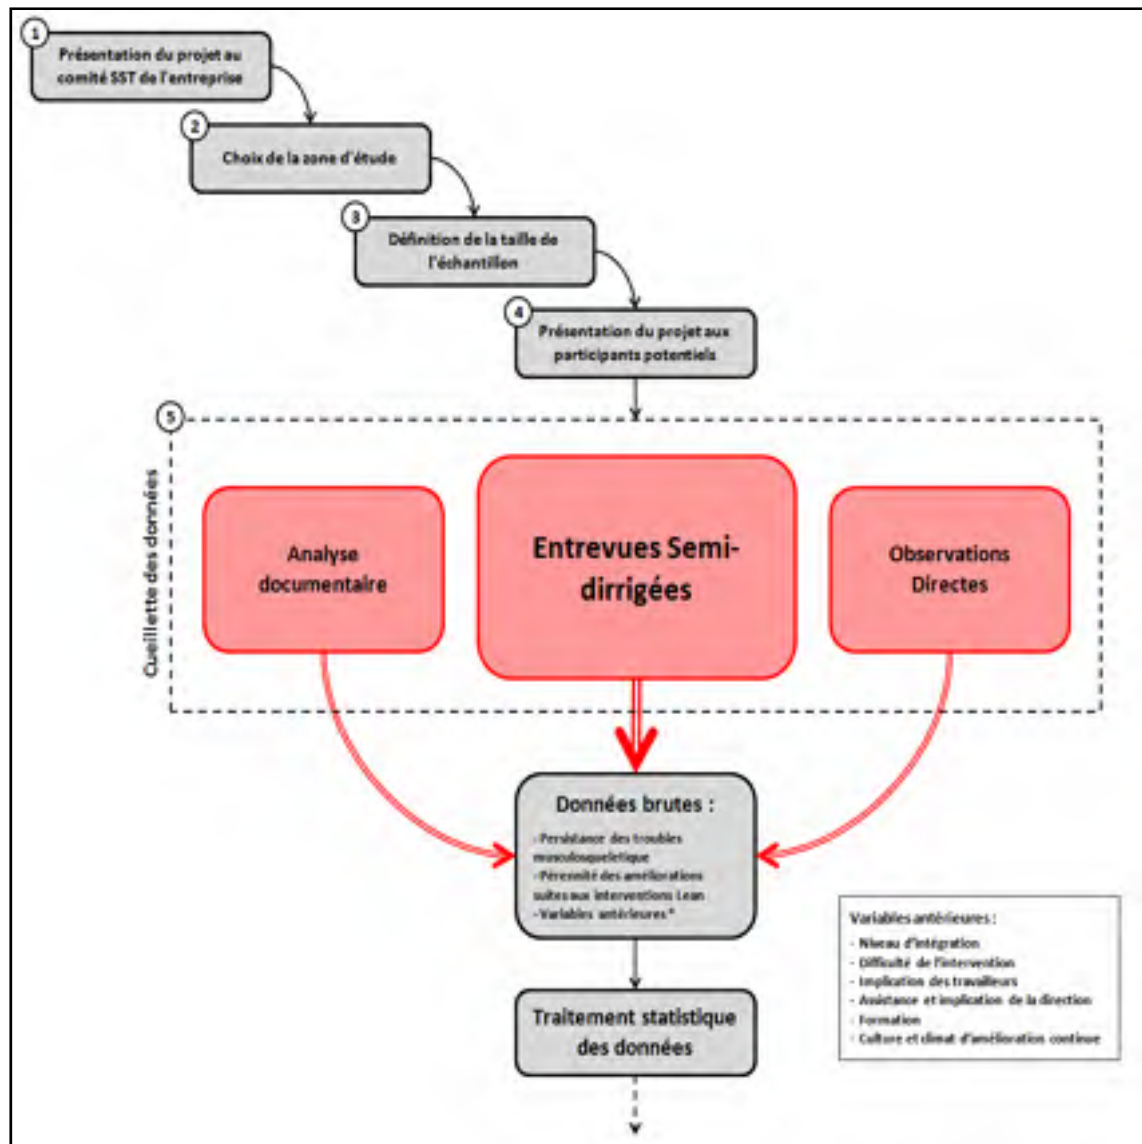 1
Présentation du projet au
comité SST de l'entreprise
2
Choix de la zone d'étude
3
Définition de la taille de
l'échantillon
4
Présentation du projet aux
participants potentiels
5
Cueillette des données
Analyse
documentaire
Entrevues Semi-
dirrigées
Observations
Directes
Données brutes :
- Persistance des troubles
musculosqueletique
- Pérennité des améliorations
suites aux interventions Lean
- Variables antérieures *
Variables antérieures :
- Niveau d'intégration
- Difficulté de l'intervention
- Implication des travailleurs
- Assistance et implication de la direction
- Formation
- Culture et climat d'amélioration continue
Traitement statistique
des données